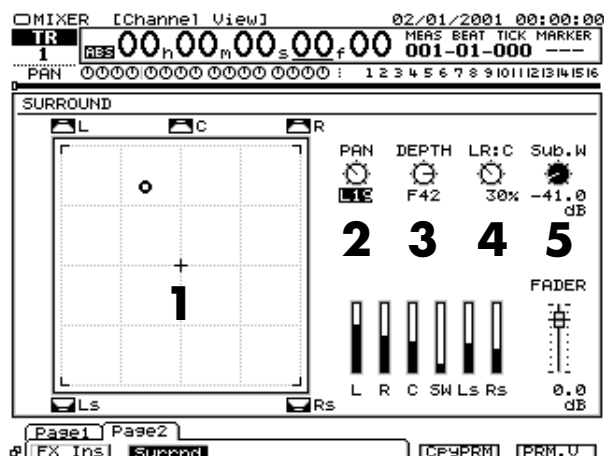 MIXER [Channel View] 02/01/2001 00:00:00
TR 1 ABS 00h00m00s00f00 MEAS BEAT TICK MARKER
001-01-000 ---
PAN 1 2 3 4 5 6 7 8 9 10 11 12 13 14 15 16
SURROUND
L C R
PAN DEPTH LR:C Sub.W
F42 30% -41.0
dB
2 3 4 5
1
FADER
L R C SW Ls Rs 0.0
dB
Ls Rs
Page1 Page2
FX Ins Surrnd CpyPRM PRM.V